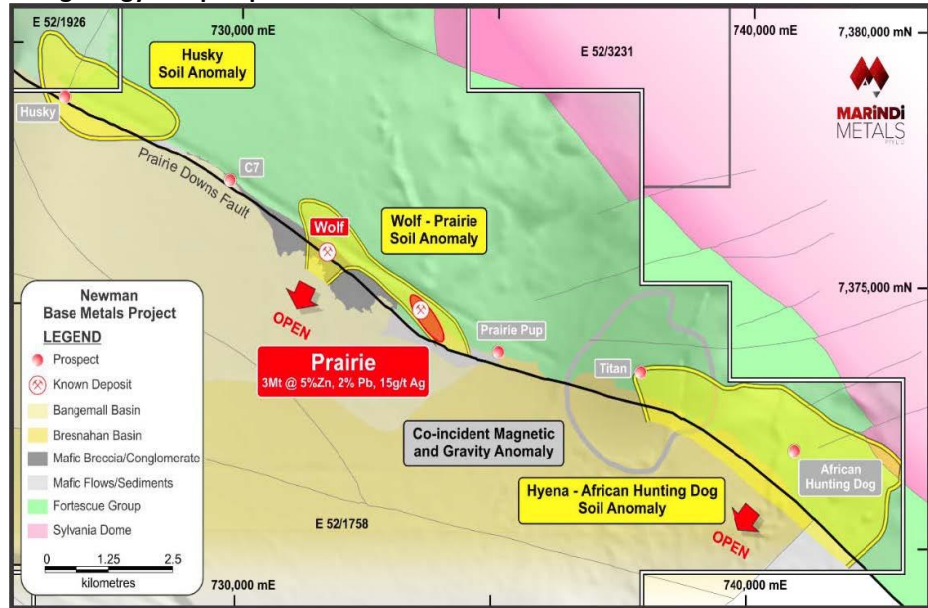 E 52/1926
730,000 mE
740,000 mE
7,380,000 mN
Husky
Soil Anomaly
E 52/3231
MARINDI
METALS
Husky
C7
Prairie Downs Fault
Wolf - Prairie
Soil Anomaly
Wolf
OPEN
7,375,000 mN
Newman
Base Metals Project
LEGEND
Prospect
Known Deposit
Bangemall Basin
Bresnahan Basin
Mafic Breccia/Conglomerate
Mafic Flows/Sediments
Fortescue Group
Sylvania Dome
0 1.25 2.5
kilometres
Prairie
3Mt @ 5%Zn, 2% Pb, 15g/t Ag
Prairie Pup
Titan
Co-incident Magnetic
and Gravity Anomaly
African
Hunting Dog
Hyena - African Hunting Dog
Soil Anomaly
E 52/1758
OPEN
730,000 mE
740,000 mE